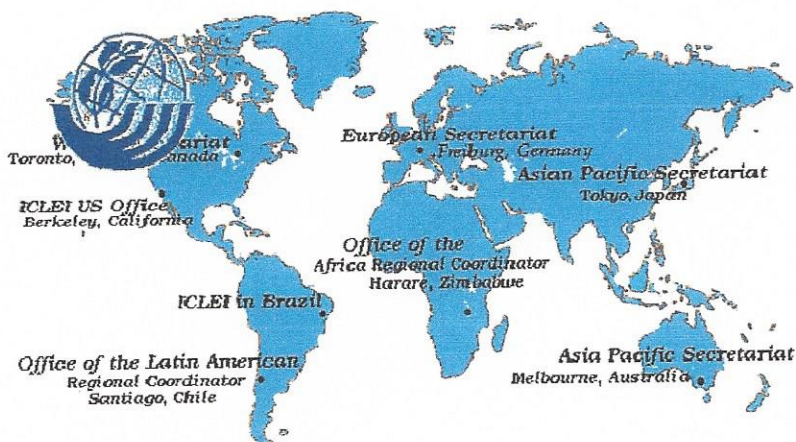 W ariat
Toronto, anada
European Secretariat
Freiburg, Germany
Asian Pacific Secretariat
Tokyo, Japan
ICLEI US Office
Berkeley, California
Office of the
Africa Regional Coordinator
Harare, Zimbabwe
ICLEI in Brazil
Office of the Latin American
Regional Coordinator
Santiago, Chile
Asia Pacific Secretariat
Melbourne, Australia